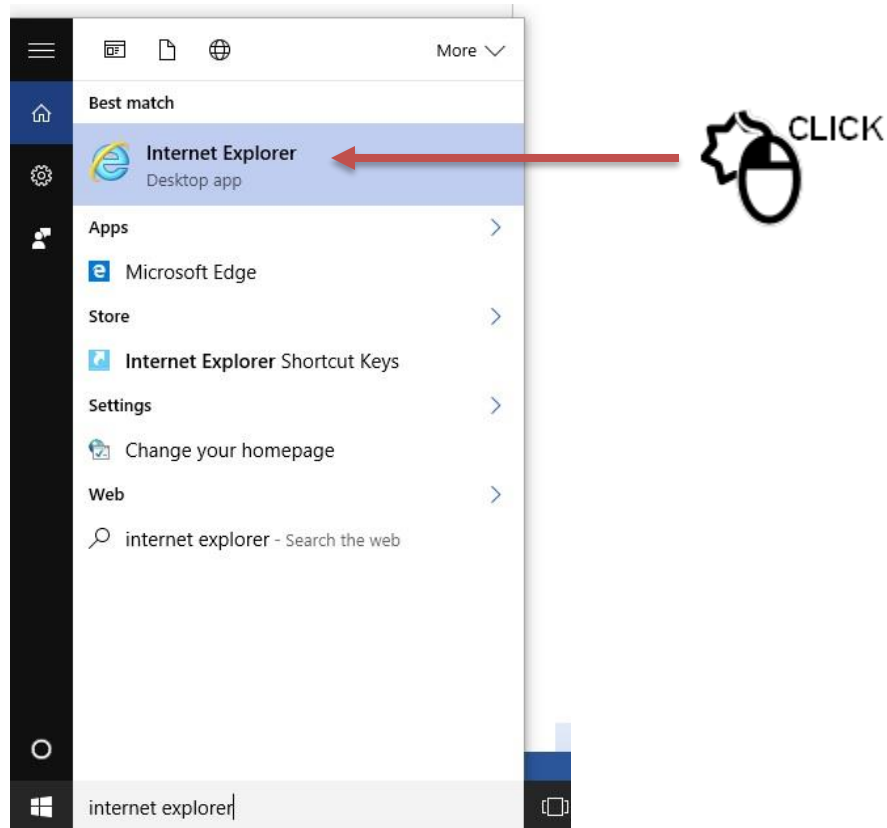 More
Best match
Internet Explorer
Desktop app
CLICK
Apps
Microsoft Edge
Store
Internet Explorer Shortcut Keys
Settings
Change your homepage
Web
internet explorer - Search the web
internet explorer